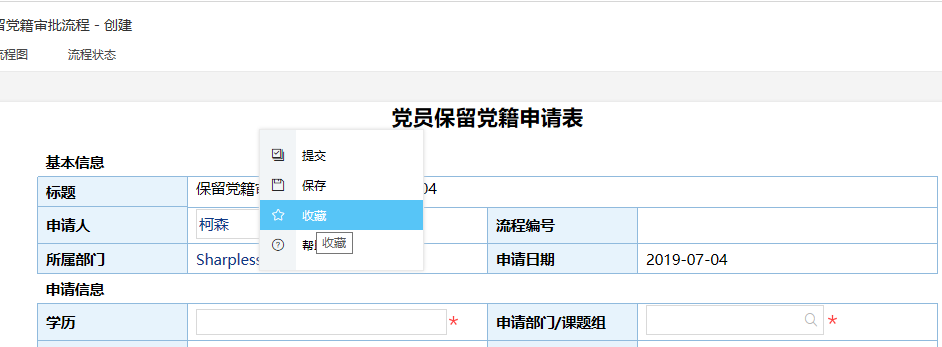 留党籍审批流程 - 创建
流程图 流程状态
党员保留党籍申请表
基本信息
标题 保留党籍 04
申请人 柯森 流程编号
所属部门 Sharpless 申请日期 2019-07-04
提交
保存
收藏
帮 收藏
申请信息
学历 * 申请部门/课题组 *